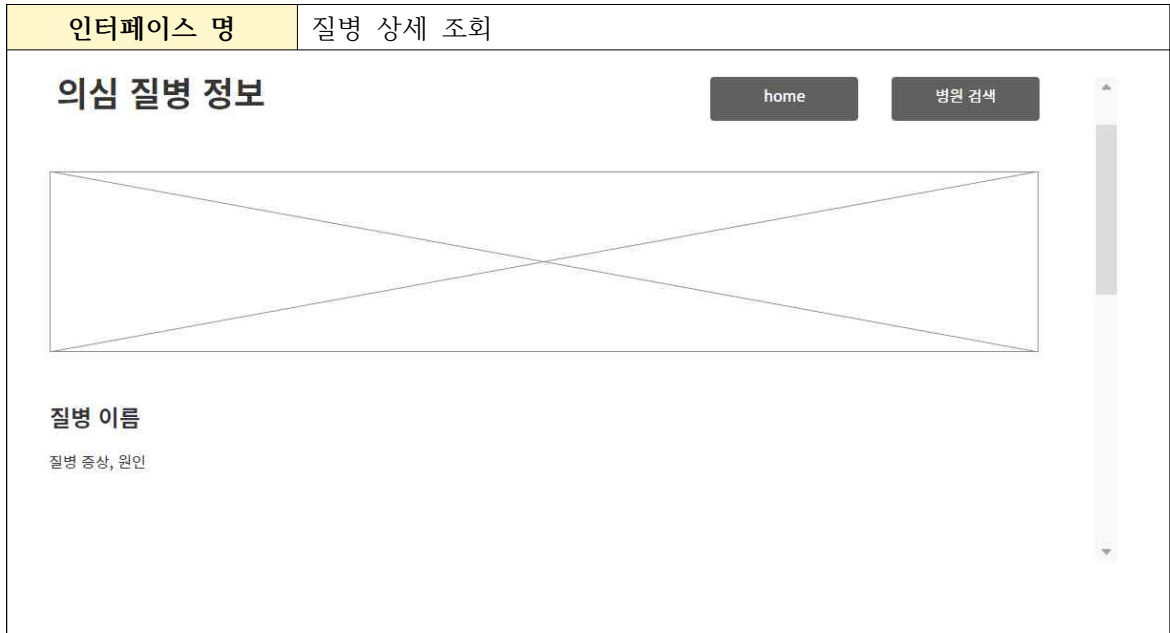 인터페이스 명 질병 상세 조회
의심 질병 정보 home 병원 검색
질병 이름
질병 증상, 원인